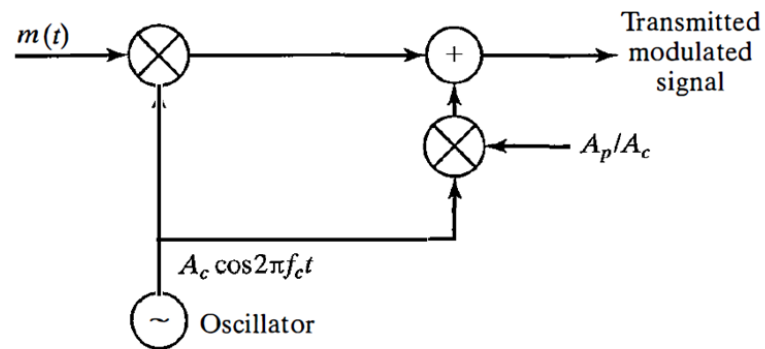 m(t)
Transmitted
modulated
signal
+
A_p/A_c
A_c cos2πf_ct
~
Oscillator